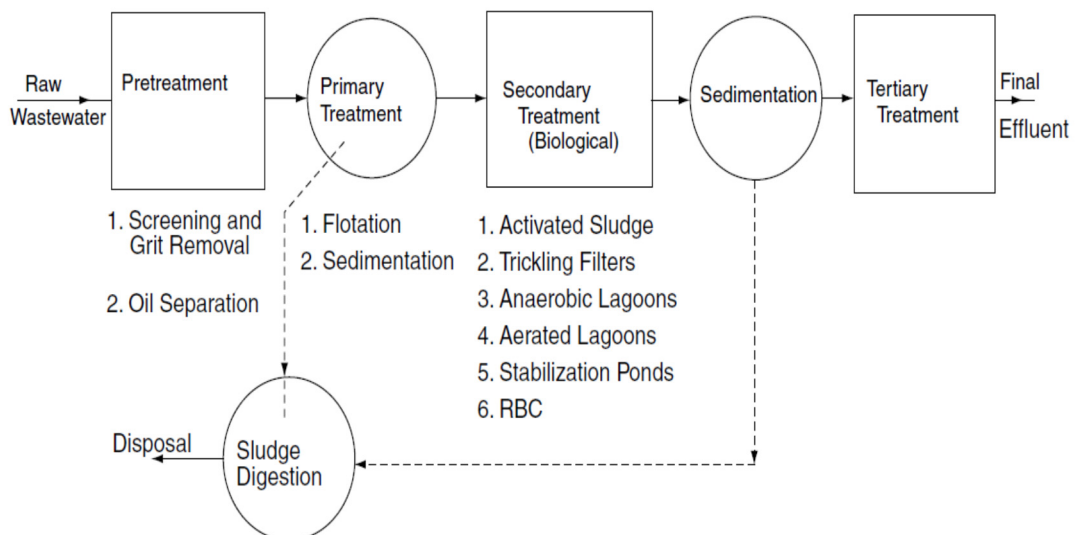 Raw
Wastewater
Pretreatment
Primary
Treatment
Secondary
Treatment
(Biological)
Sedimentation
Tertiary
Treatment
Final
Effluent
1. Screening and
Grit Removal
2. Oil Separation
1. Flotation
2. Sedimentation
1. Activated Sludge
2. Trickling Filters
3. Anaerobic Lagoons
4. Aerated Lagoons
5. Stabilization Ponds
6. RBC
Disposal
Sludge
Digestion